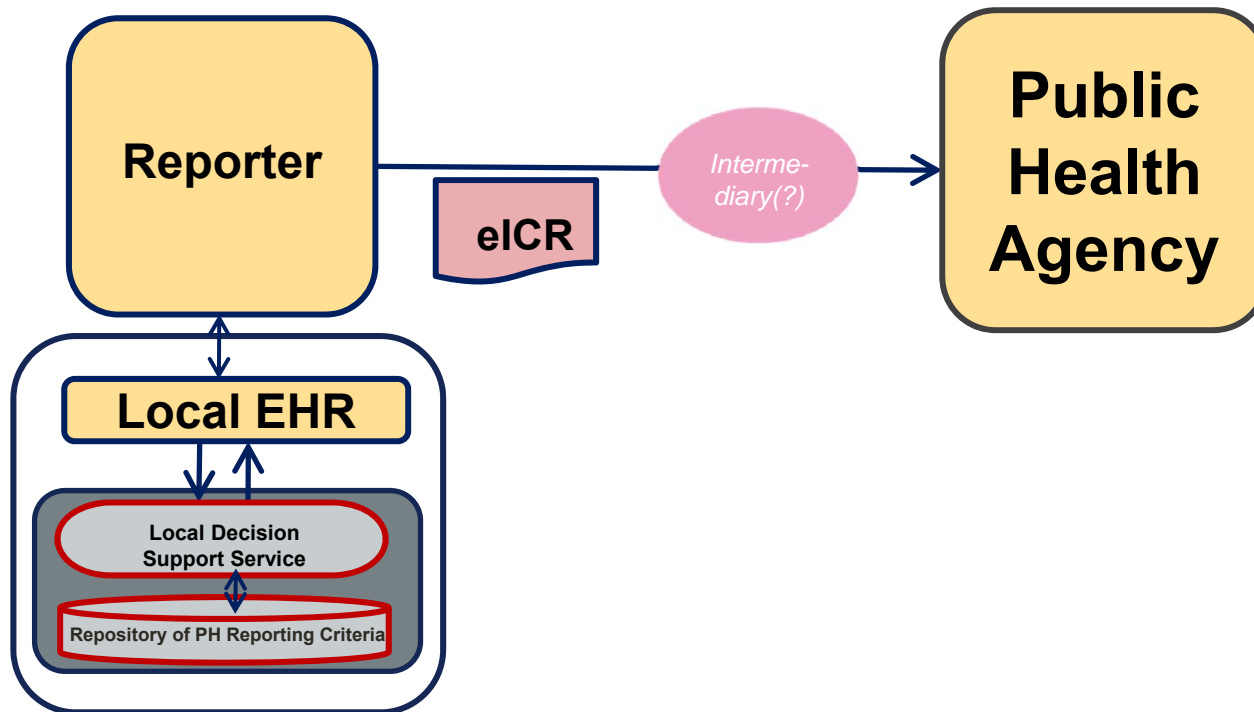 Reporter
Public
Health
Agency
Interme-
diary(?)
eICR
Local EHR
Local Decision
Support Service
Repository of PH Reporting Criteria